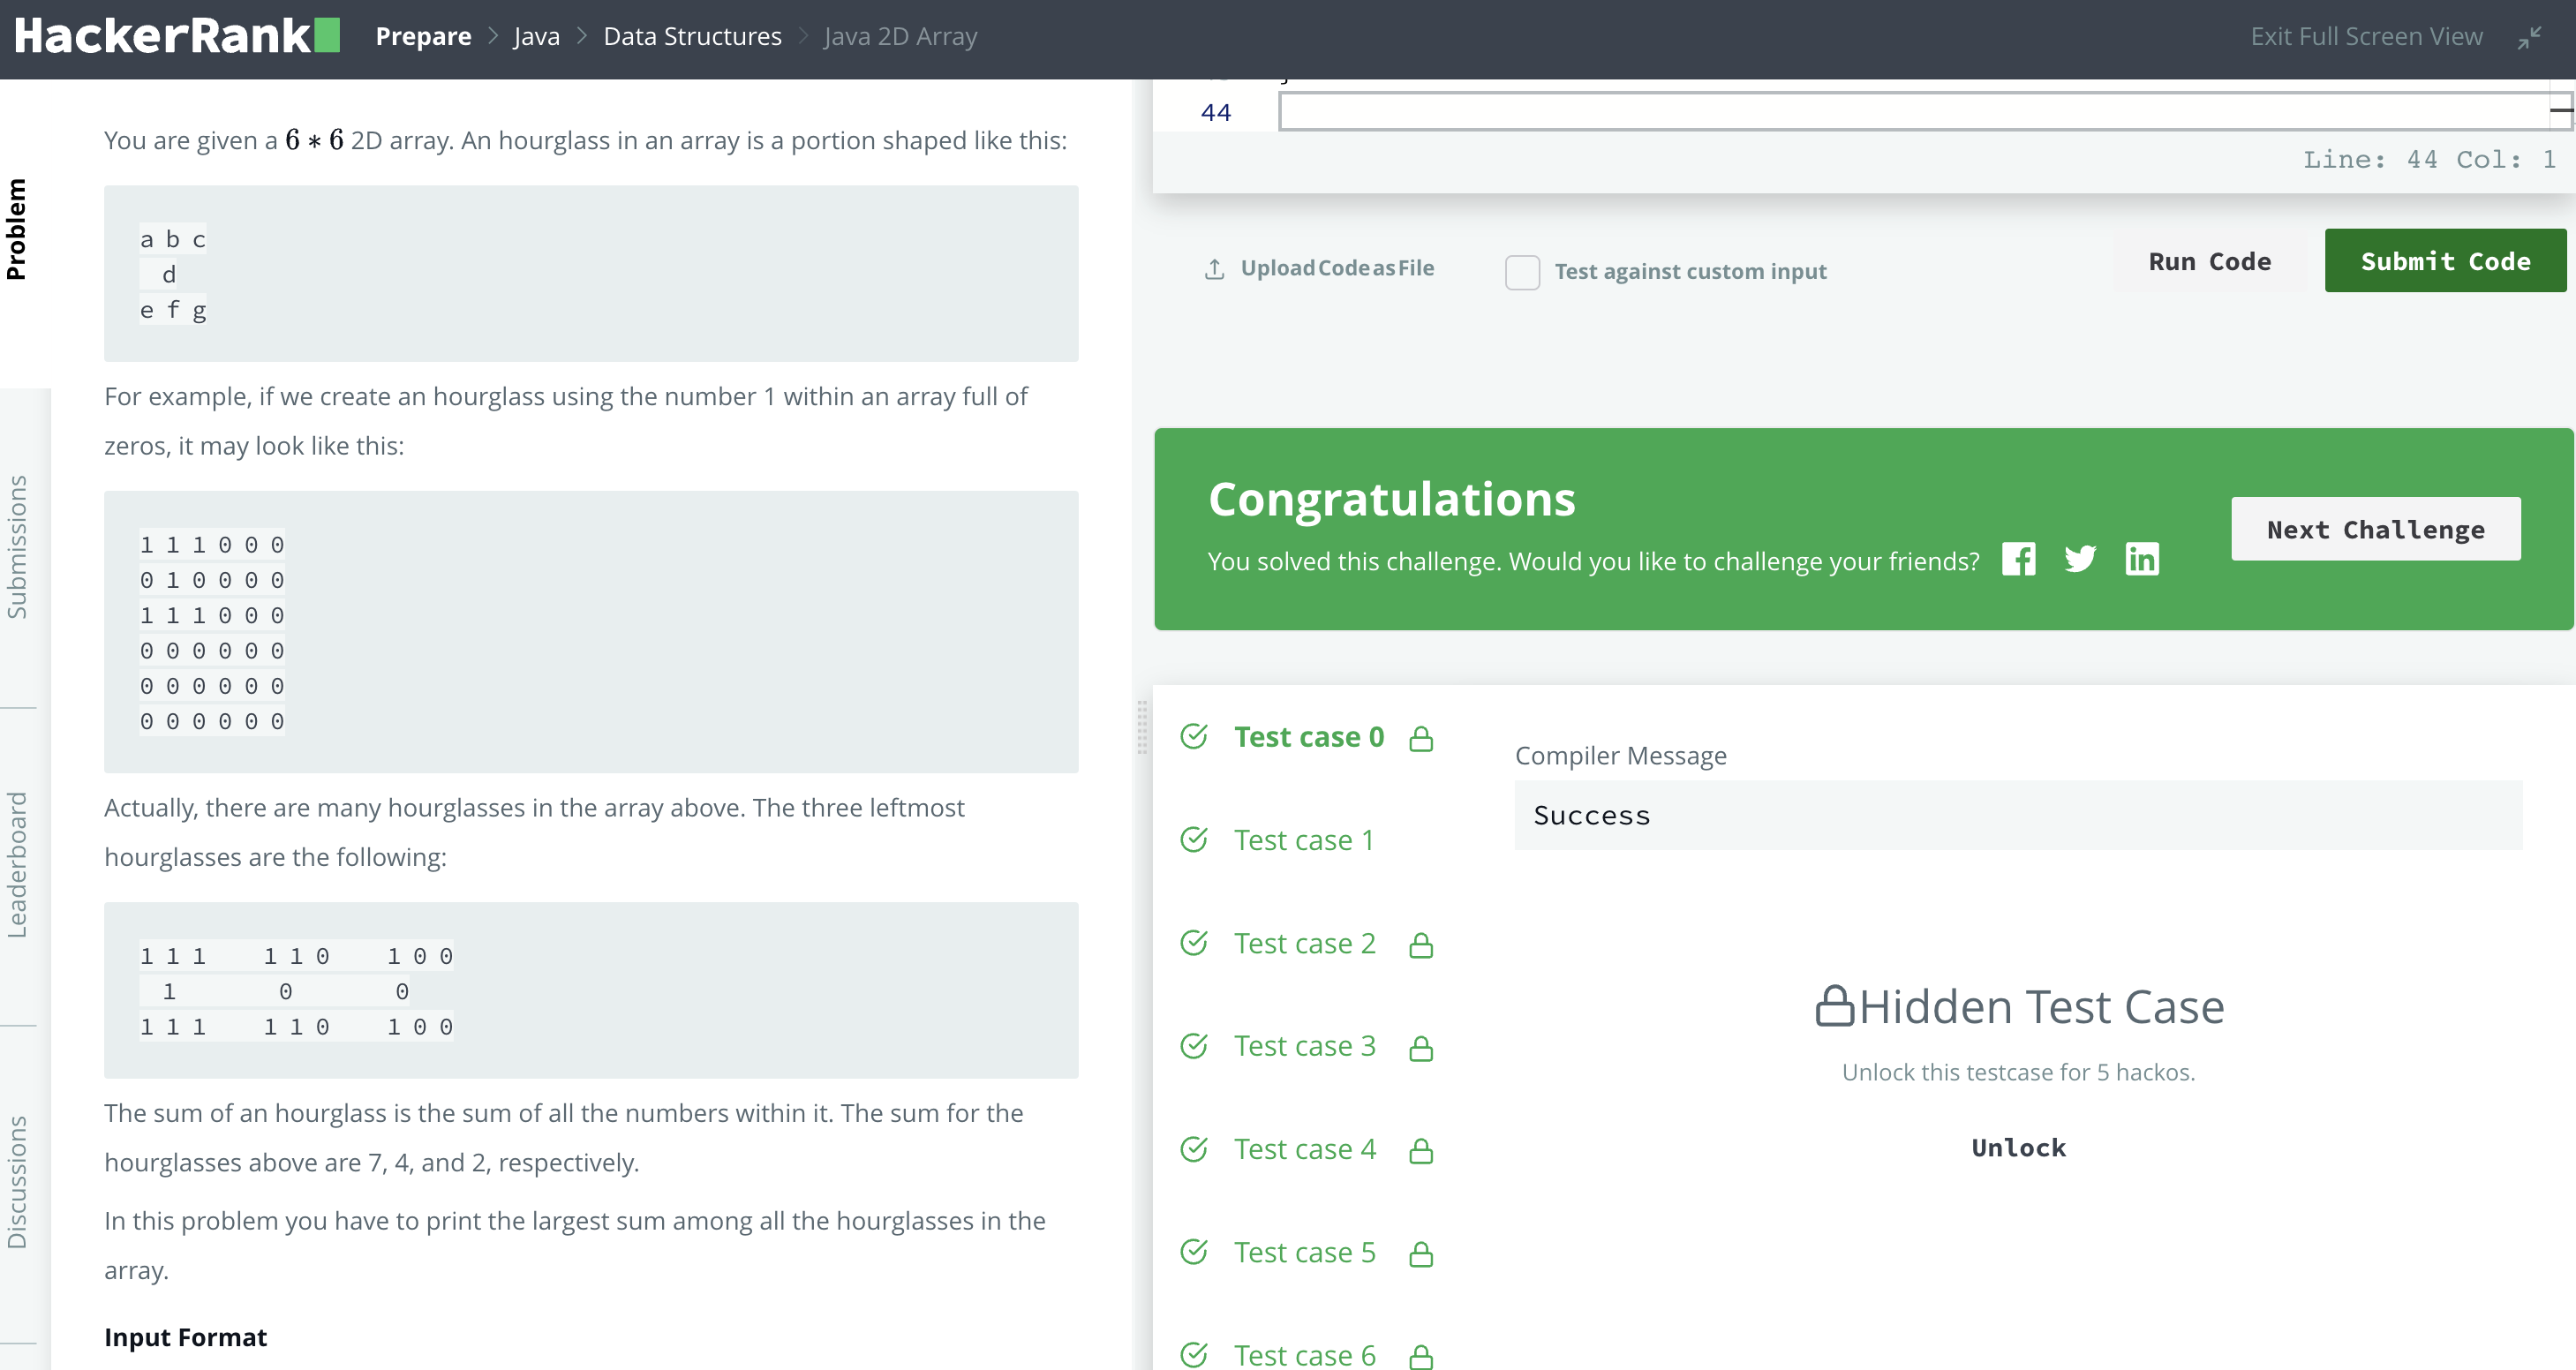 HackerRank Prepare > Java > Data Structures > Java 2D Array Exit Full Screen View
Problem
Submissions
Leaderboard
Discussions
You are given a 6 * 6 2D array. An hourglass in an array is a portion shaped like this:
a b c
d
e f g
For example, if we create an hourglass using the number 1 within an array full of
zeros, it may look like this:
1 1 1 0 0 0
0 1 0 0 0 0
1 1 1 0 0 0
0 0 0 0 0 0
0 0 0 0 0 0
0 0 0 0 0 0
Actually, there are many hourglasses in the array above. The three leftmost
hourglasses are the following:
1 1 1 1 1 0 1 0 0
1 0 0
1 1 1 1 1 0 1 0 0
The sum of an hourglass is the sum of all the numbers within it. The sum for the
hourglasses above are 7, 4, and 2, respectively.
In this problem you have to print the largest sum among all the hourglasses in the
array.
Input Format
44
Line: 44 Col: 1
Upload Code as File Test against custom input Run Code Submit Code
Congratulations
You solved this challenge. Would you like to challenge your friends?
Next Challenge
Test case 0
Test case 1
Test case 2
Test case 3
Test case 4
Test case 5
Test case 6
Compiler Message
Success
Hidden Test Case
Unlock this testcase for 5 hackos.
Unlock